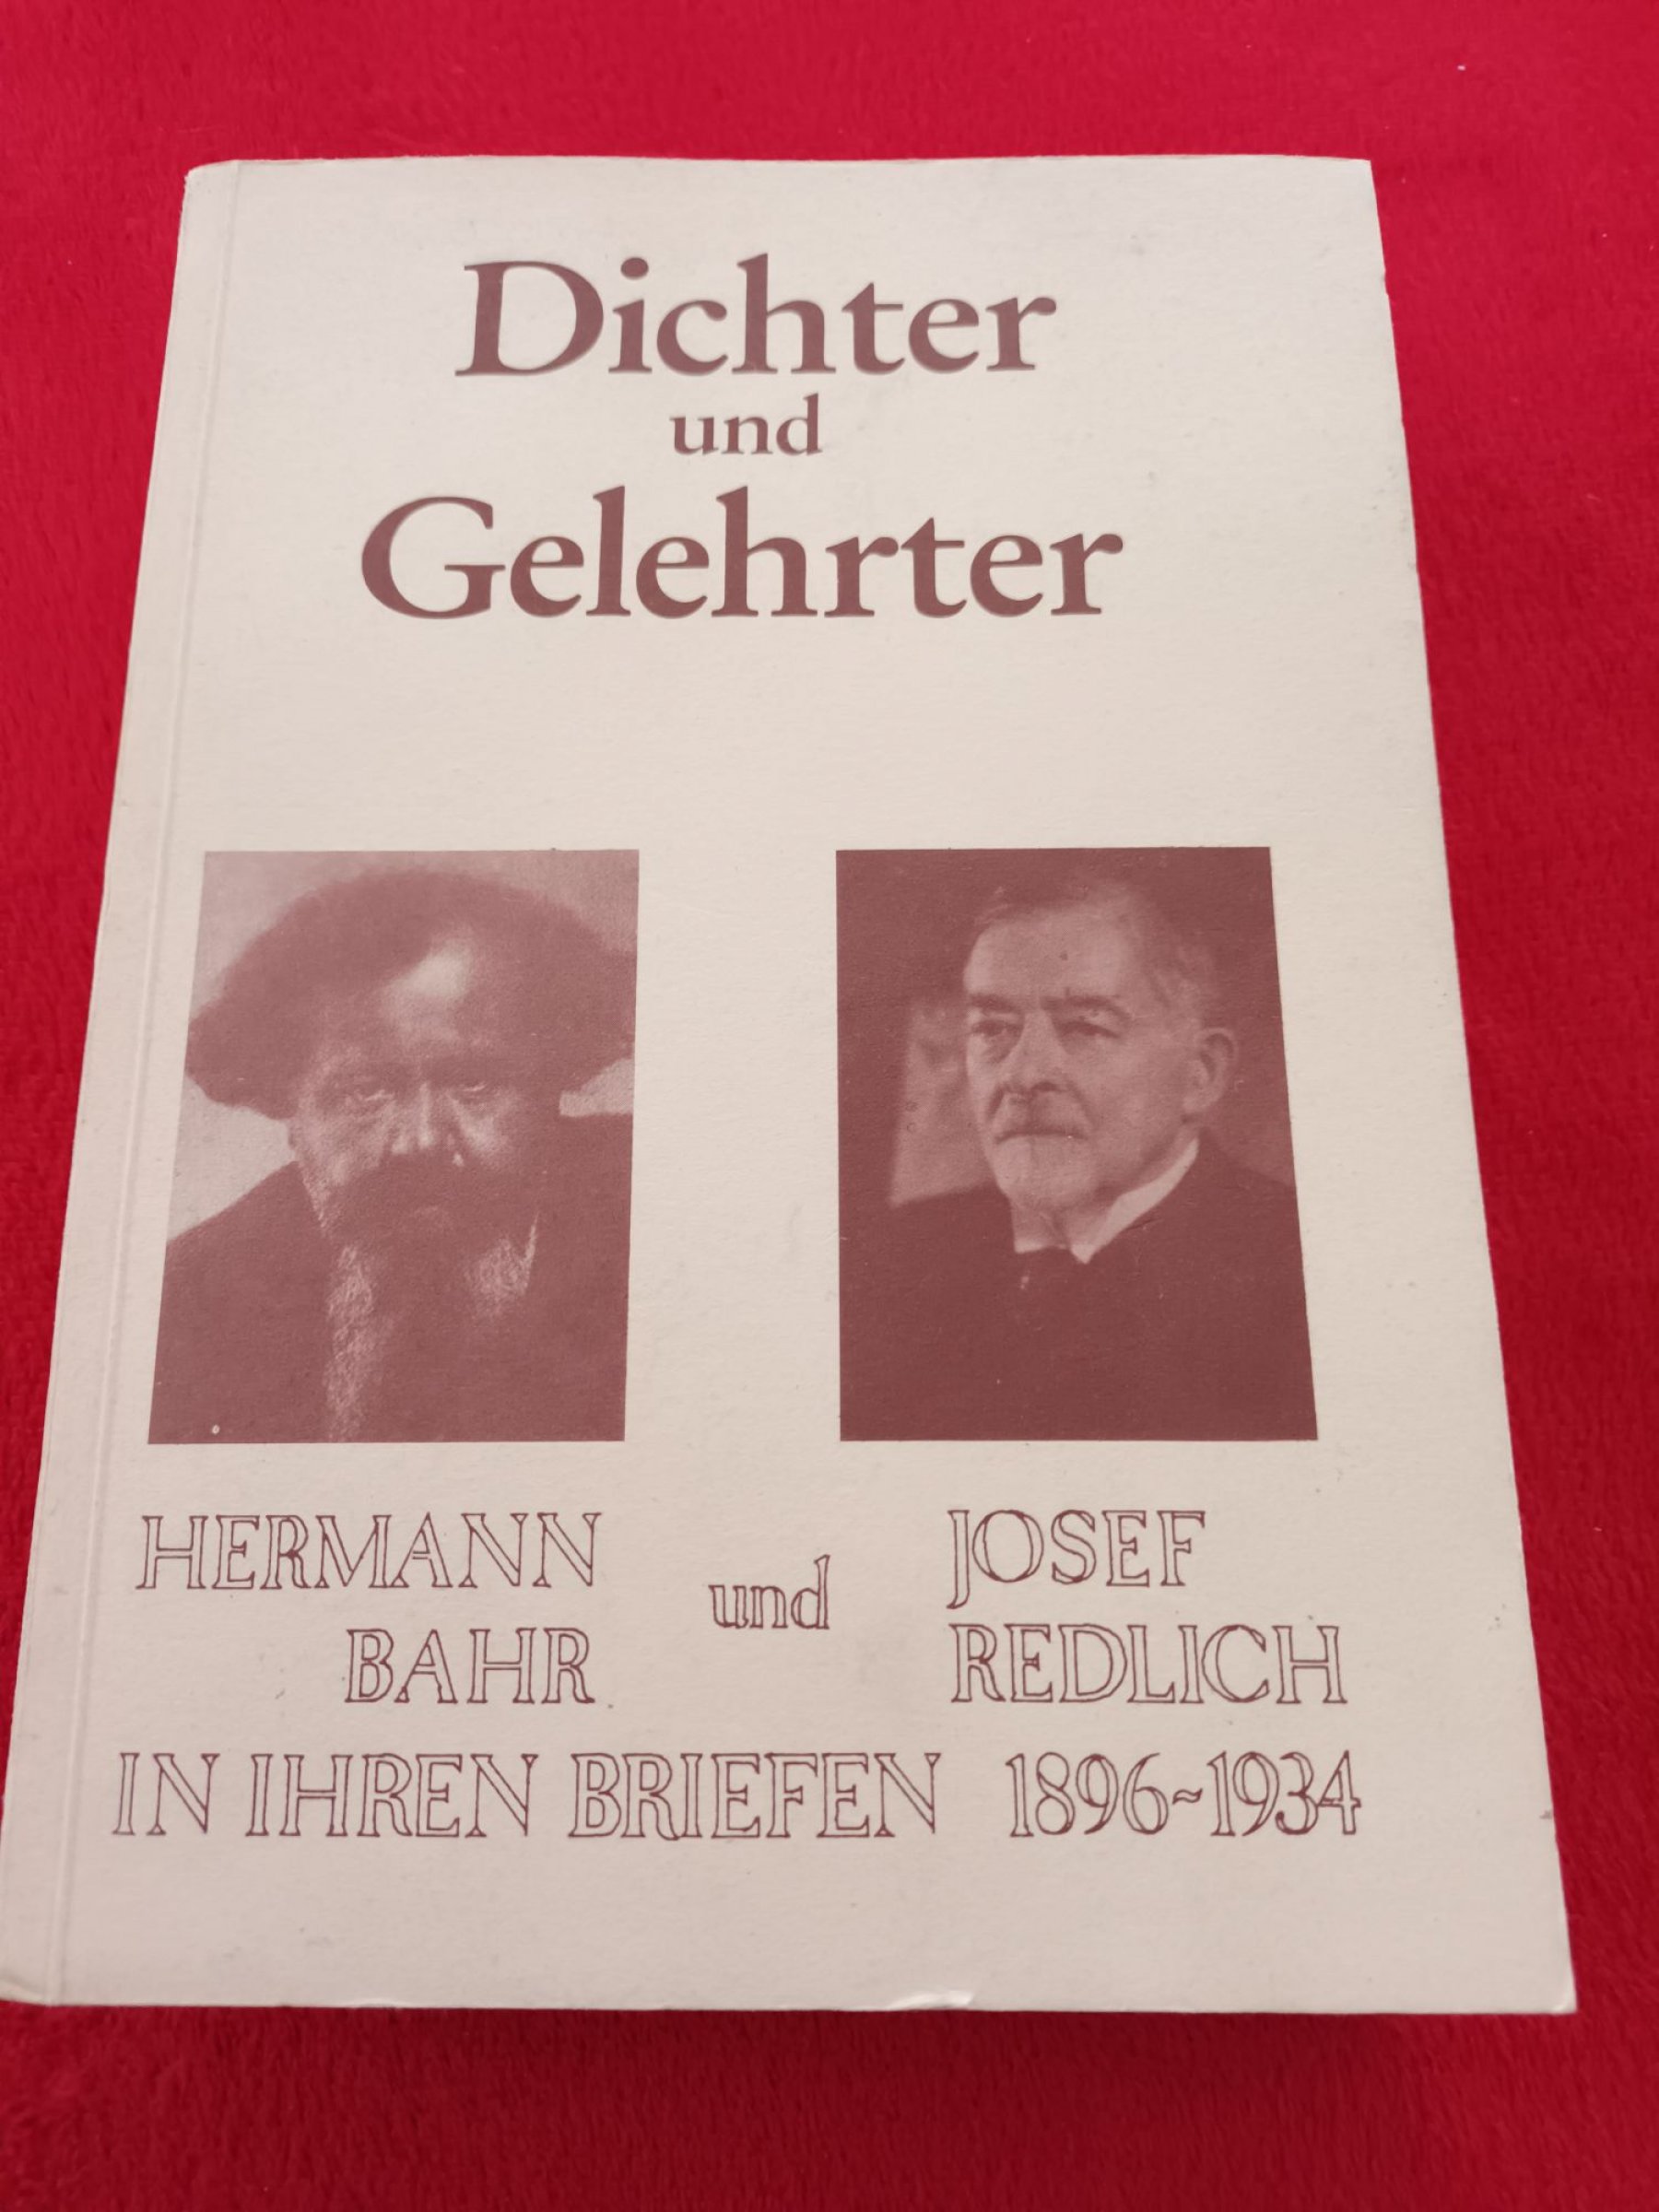 Dichter
und
Gelehrter
HERMANN
BAHR
und
JOSEF
REDLICH
IN IHREN BRIEFEN 1896~1934